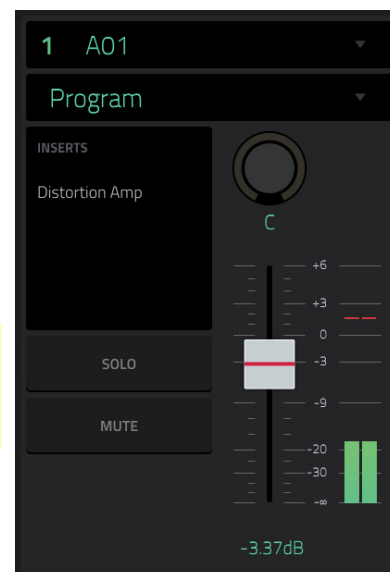 1 A01
Program
INSERTS
Distortion Amp
C
+6
+3
0
-3
SOLO
-9
MUTE
-20
-30
-∞
-3.37dB